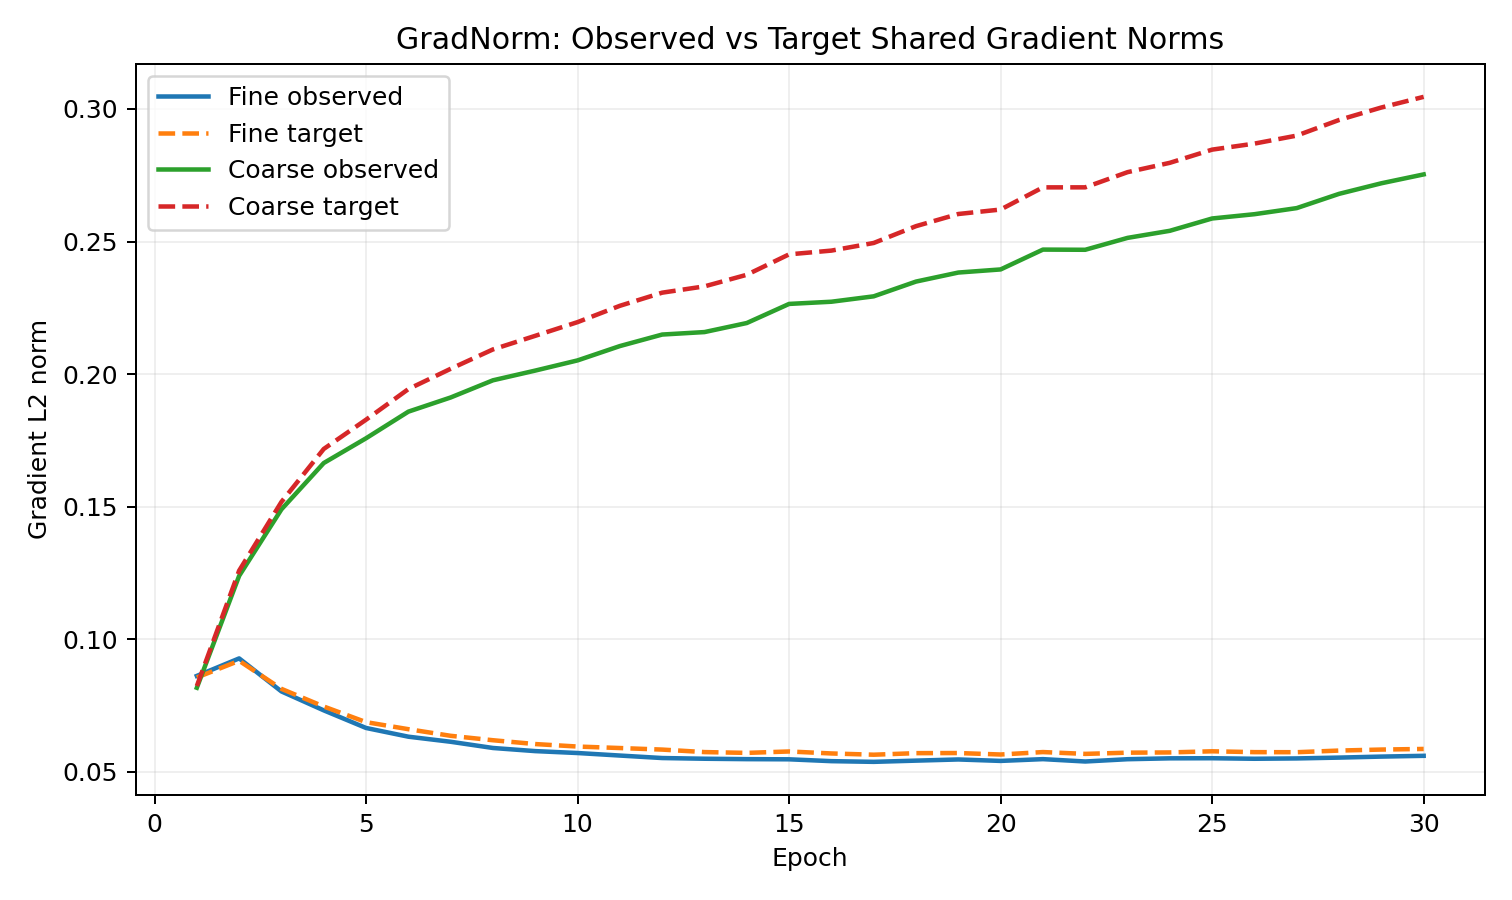 GradNorm: Observed vs Target Shared Gradient Norms
Fine observed
Fine target
Coarse observed
Coarse target
Gradient L2 norm
0.30
0.25
0.20
0.15
0.10
0.05
0 5 10 15 20 25 30
Epoch